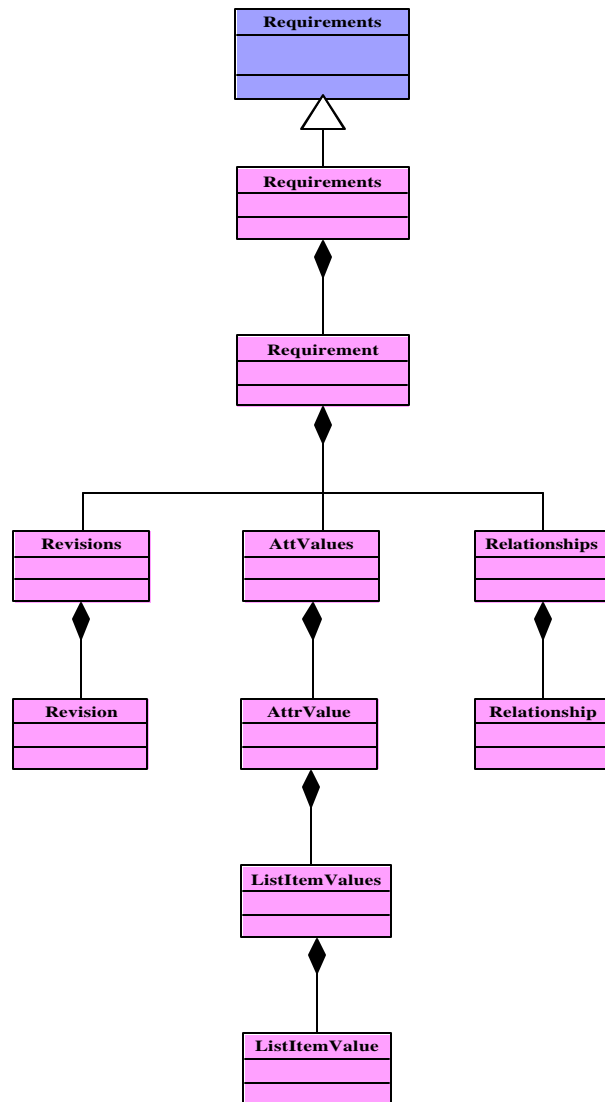 Requirements
Requirements
Requirement
Revisions
AttValues
Relationships
Revision
AttrValue
Relationship
ListItemValues
ListItemValue